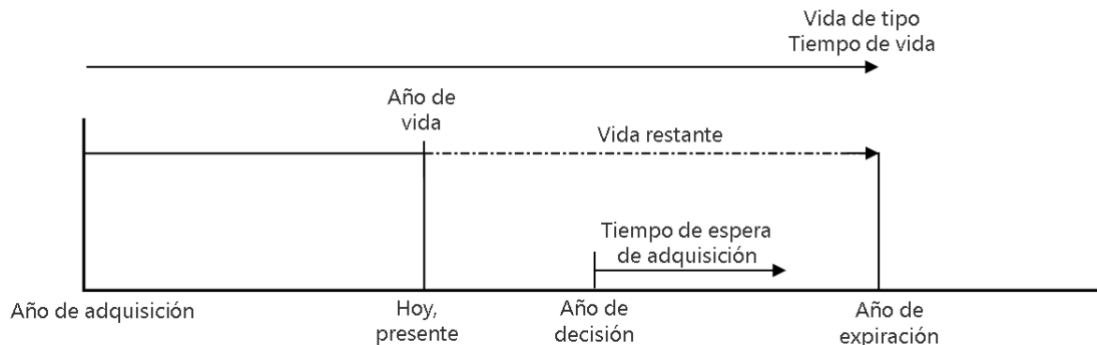 Vida de tipo
Tiempo de vida
Año de
vida
Vida restante
Tiempo de espera
de adquisición
Año de adquisición
Hoy,
presente
Año de
decisión
Año de
expiración